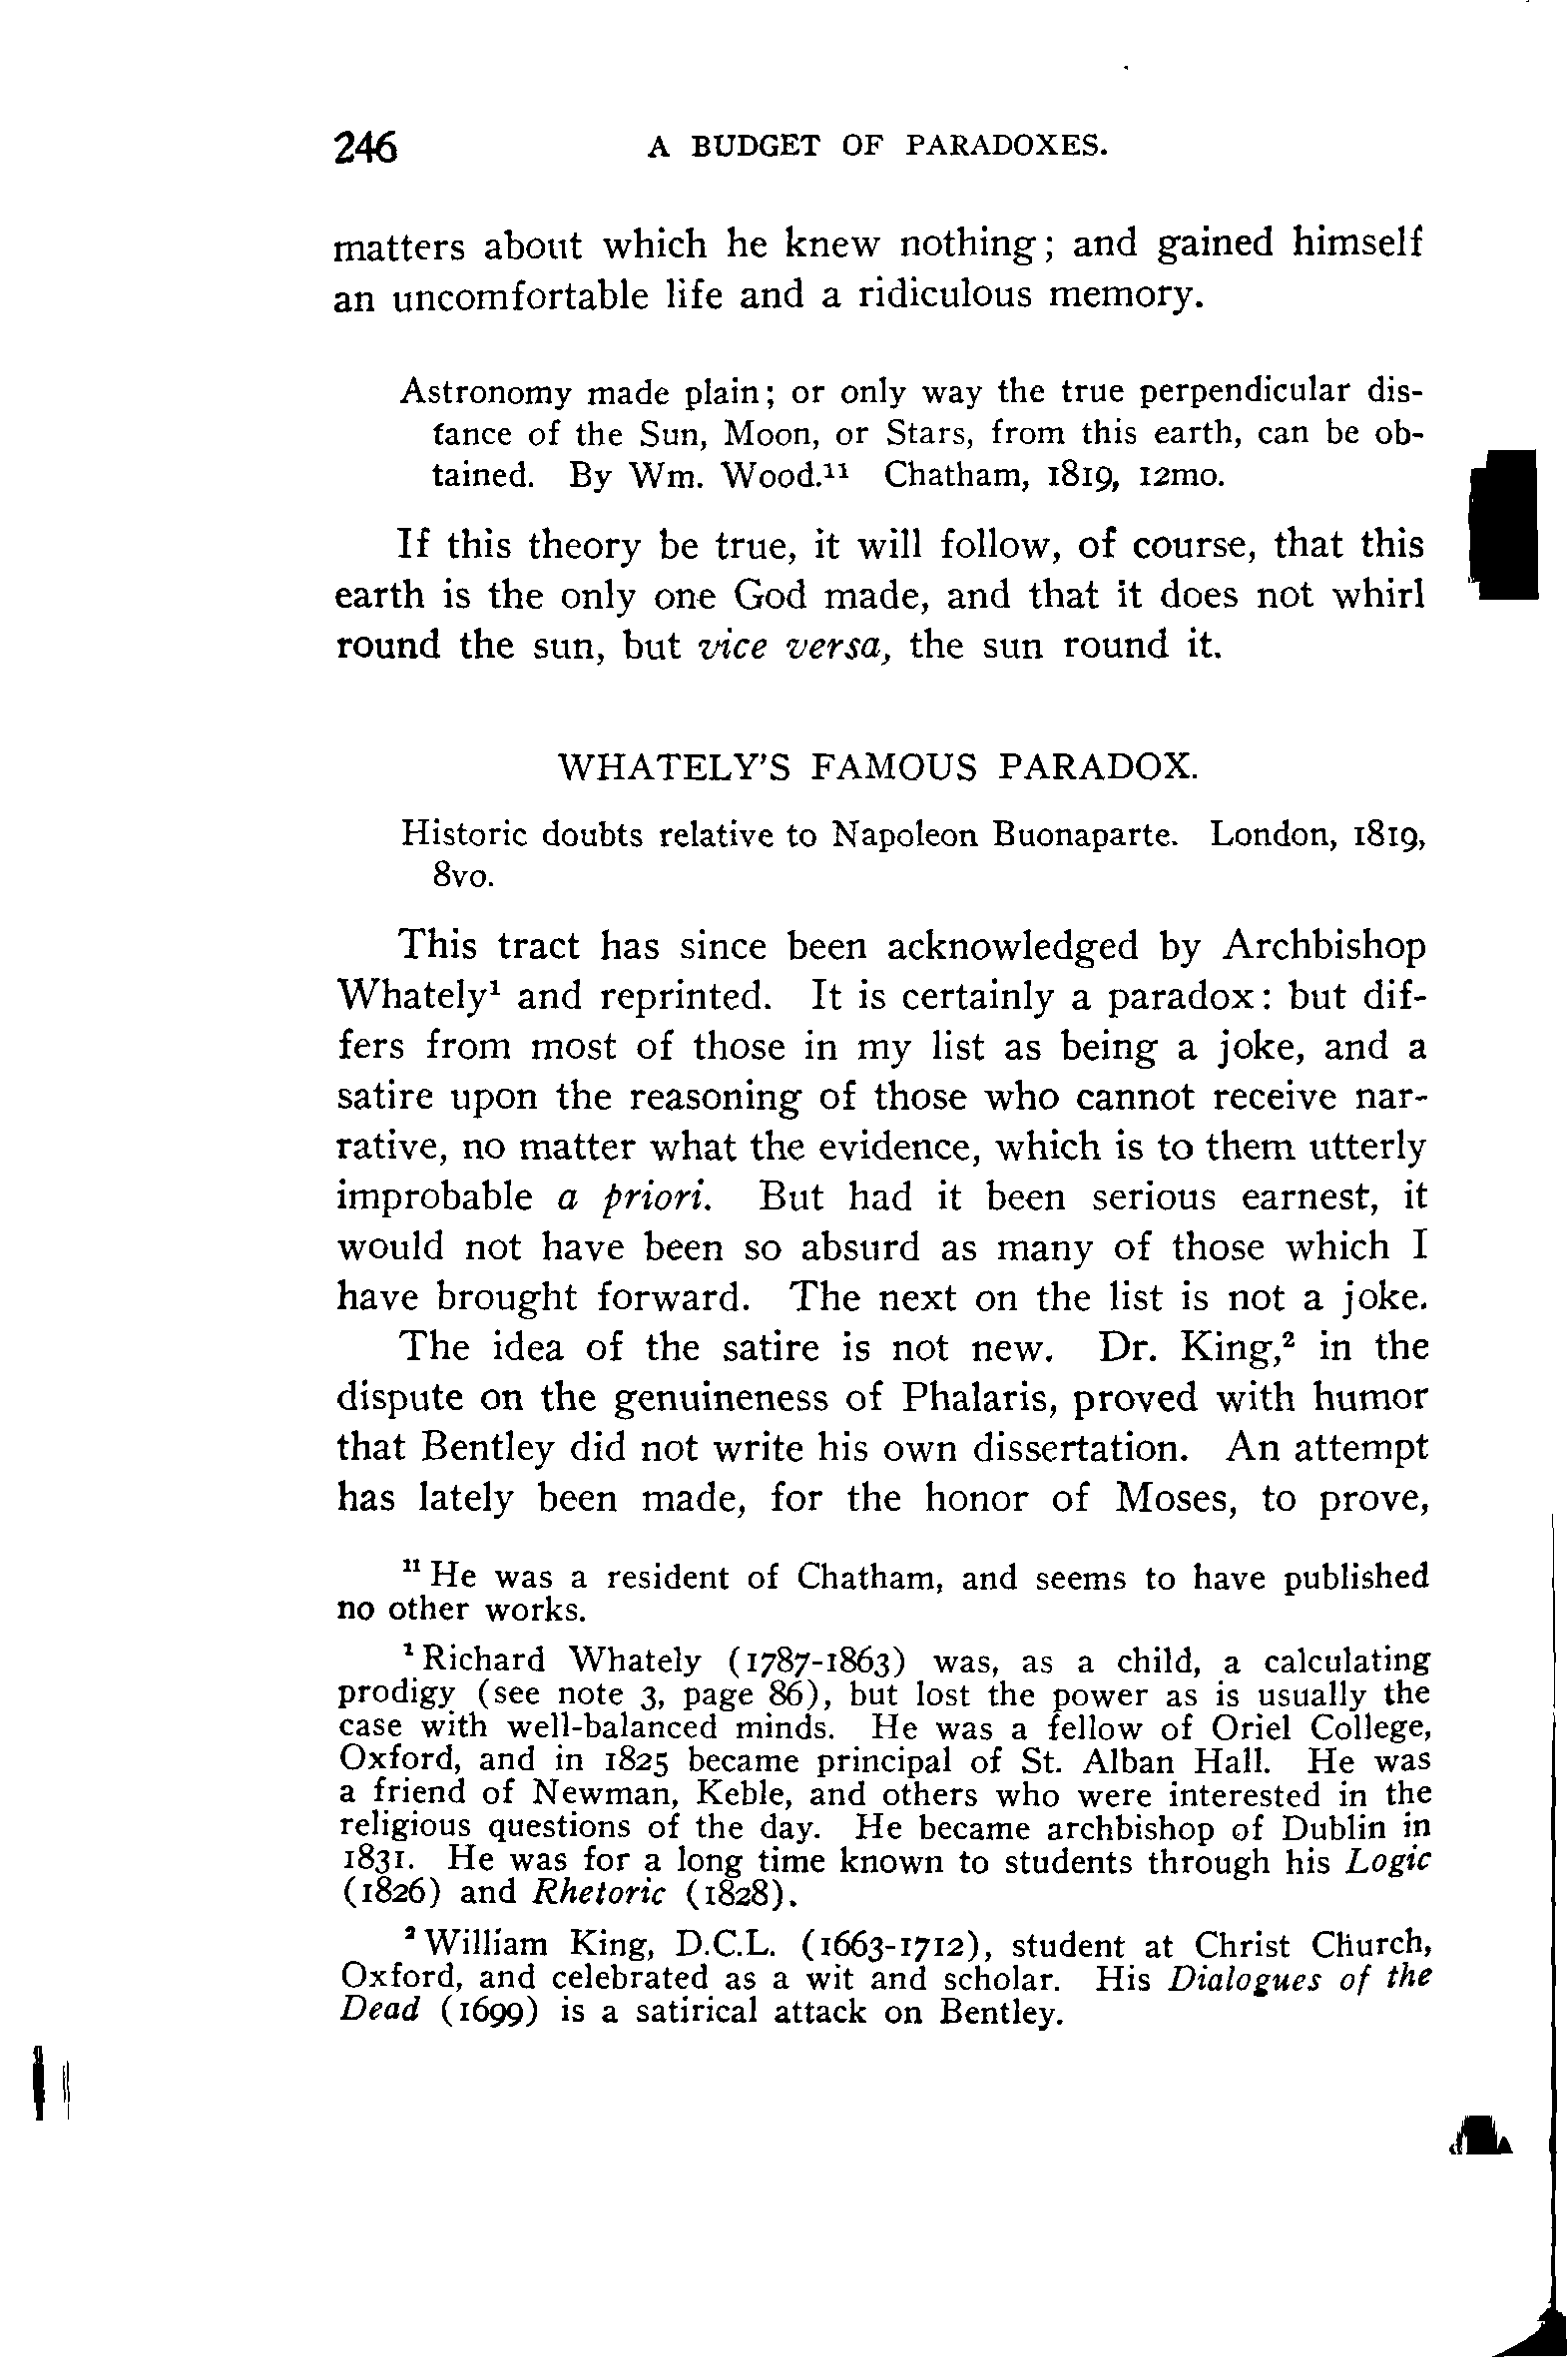 246 A BUDGET OF PARADOXES.
matters about which he knew nothing; and gained himself
an uncomfortable life and a ridiculous memory.
Astronomy made plain; or only way the true perpendicular dis-
tance of the Sun, Moon, or Stars, from this earth, can be ob-
tained. By Wm. Wood.¹¹ Chatham, 1819, 12mo.
If this theory be true, it will follow, of course, that this
earth is the only one God made, and that it does not whirl
round the sun, but vice versa, the sun round it.
WHATELY'S FAMOUS PARADOX.
Historic doubts relative to Napoleon Buonaparte. London, 1819,
8vo.
This tract has since been acknowledged by Archbishop
Whately¹ and reprinted. It is certainly a paradox: but dif-
fers from most of those in my list as being a joke, and a
satire upon the reasoning of those who cannot receive nar-
rative, no matter what the evidence, which is to them utterly
improbable a priori. But had it been serious earnest, it
would not have been so absurd as many of those which I
have brought forward. The next on the list is not a joke.
The idea of the satire is not new. Dr. King,² in the
dispute on the genuineness of Phalaris, proved with humor
that Bentley did not write his own dissertation. An attempt
has lately been made, for the honor of Moses, to prove,
¹¹ He was a resident of Chatham, and seems to have published
no other works.
¹ Richard Whately (1787-1863) was, as a child, a calculating
prodigy (see note 3, page 86), but lost the power as is usually the
case with well-balanced minds. He was a fellow of Oriel College,
Oxford, and in 1825 became principal of St. Alban Hall. He was
a friend of Newman, Keble, and others who were interested in the
religious questions of the day. He became archbishop of Dublin in
1831. He was for a long time known to students through his Logic
(1826) and Rhetoric (1828).
² William King, D.C.L. (1663-1712), student at Christ Church,
Oxford, and celebrated as a wit and scholar. His Dialogues of the
Dead (1699) is a satirical attack on Bentley.